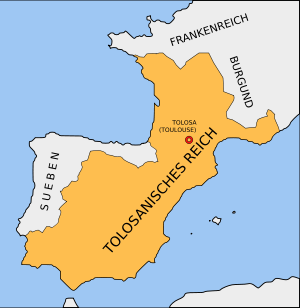 FRANKENREICH
BURGUND
TOLOSA
(TOULOUSE)
SUEBEN
TOLOSANISCHES REICH